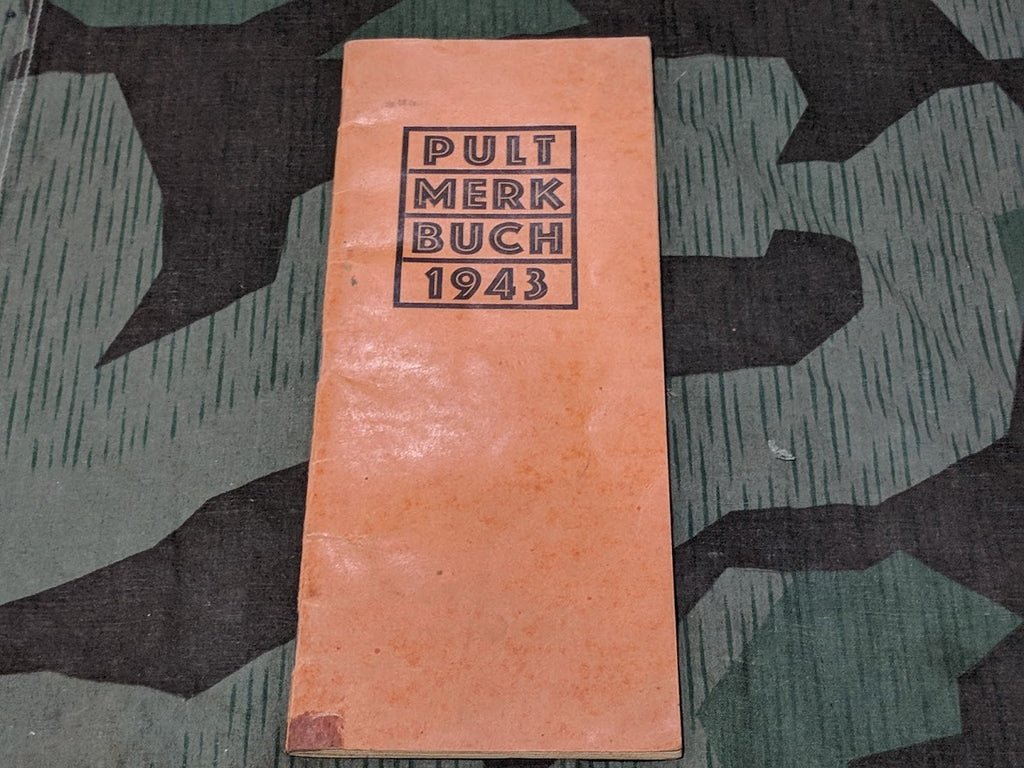 PULT
MERK
BUCH
1943